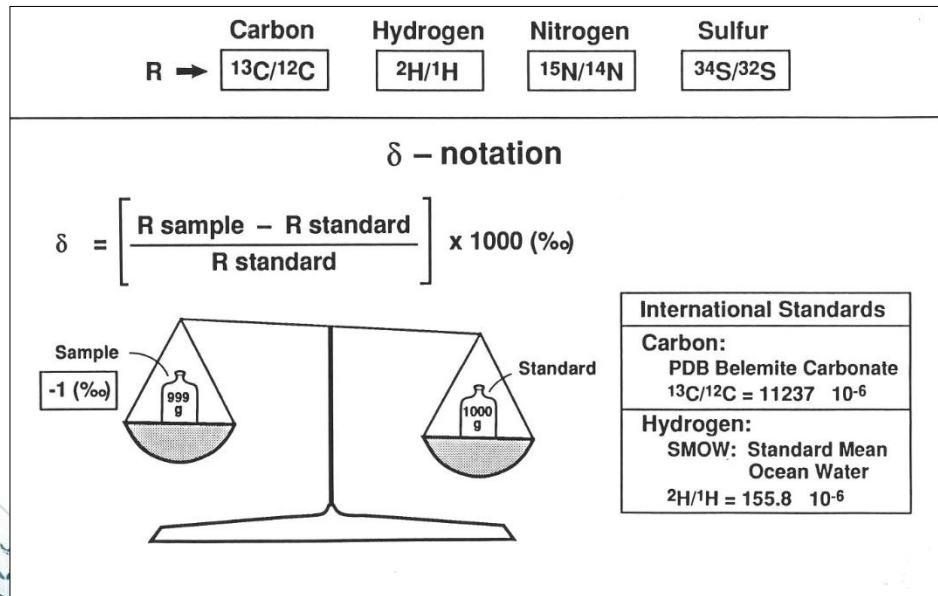 Carbon Hydrogen Nitrogen Sulfur
R → ¹³C/¹²C ²H/¹H ¹⁵N/¹⁴N ³⁴S/³²S
δ – notation
δ = [ R sample – R standard / R standard ] x 1000 (‰)
Sample
-1 (‰)
999
g
Standard
1000
g
International Standards
Carbon:
PDB Belemite Carbonate
¹³C/¹²C = 11237 10⁻⁶
Hydrogen:
SMOW: Standard Mean
Ocean Water
²H/¹H = 155.8 10⁻⁶